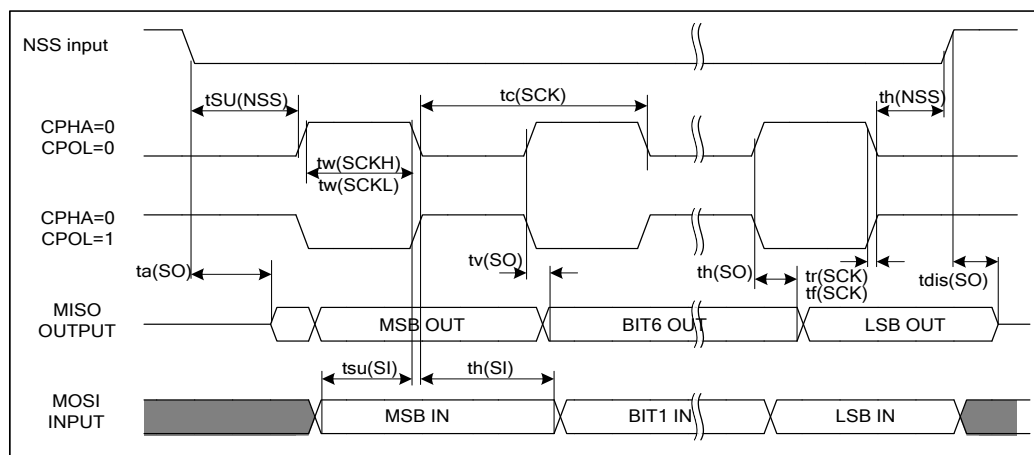 NSS input
tSU(NSS)
tc(SCK)
th(NSS)
CPHA=0
CPOL=0
tw(SCKH)
tw(SCKL)
CPHA=0
CPOL=1
ta(SO)
tv(SO)
th(SO)
tr(SCK)
tf(SCK)
tdis(SO)
MISO
OUTPUT
MSB OUT
BIT6 OUT
LSB OUT
tsu(SI)
th(SI)
MOSI
INPUT
MSB IN
BIT1 IN
LSB IN